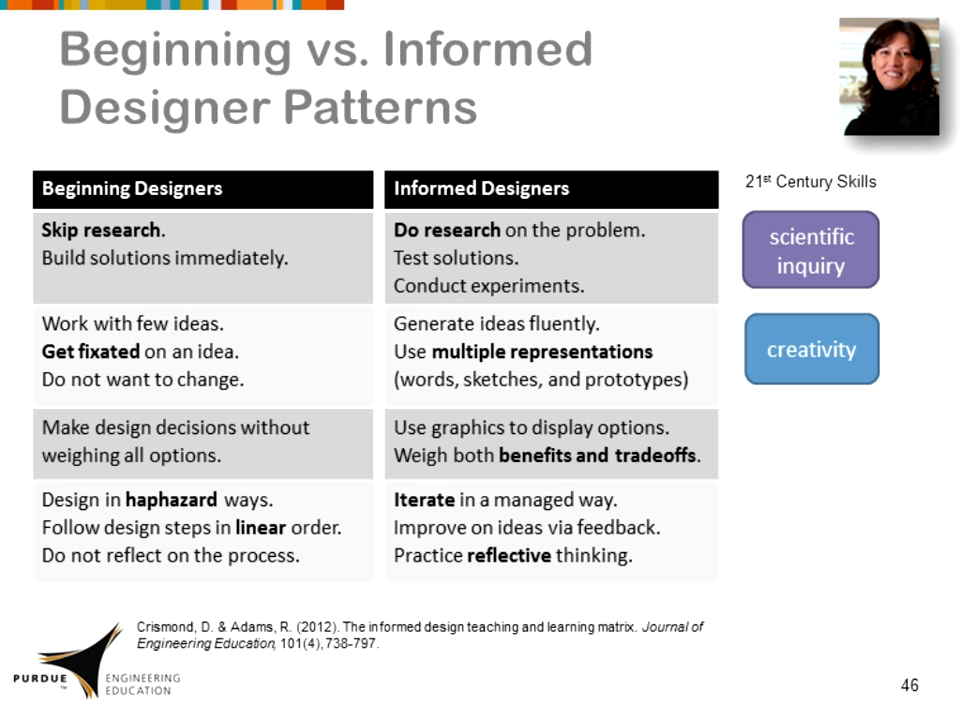 Beginning vs. Informed
Designer Patterns
Beginning Designers
Informed Designers
21st Century Skills
Skip research.
Build solutions immediately.
Do research on the problem.
Test solutions.
Conduct experiments.
scientific
inquiry
Work with few ideas.
Get fixated on an idea.
Do not want to change.
Generate ideas fluently.
Use multiple representations
(words, sketches, and prototypes)
creativity
Make design decisions without
weighing all options.
Use graphics to display options.
Weigh both benefits and tradeoffs.
Design in haphazard ways.
Follow design steps in linear order.
Do not reflect on the process.
Iterate in a managed way.
Improve on ideas via feedback.
Practice reflective thinking.
Crismond, D. & Adams, R. (2012). The informed design teaching and learning matrix. Journal of
Engineering Education, 101(4), 738-797.
PURDUE™
ENGINEERING
EDUCATION
46